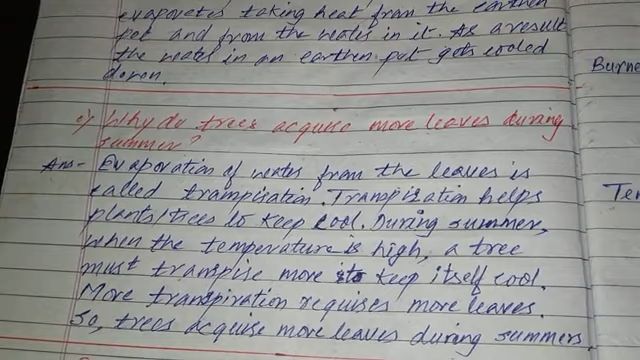 evaporates taking heat from the earthen
pot and from the water in it. As a result
the water in an earthen pot gets cooled
down.
c) Why do trees acquire more leaves during
summer?
Ans- Evaporation of water from the leaves is
called transpiration. Transpiration helps
plants/trees to keep cool. During summer,
when the temperature is high, a tree
must transpire more to keep itself cool.
More transpiration requires more leaves.
So, trees acquire more leaves during summers.
Burne
Ter